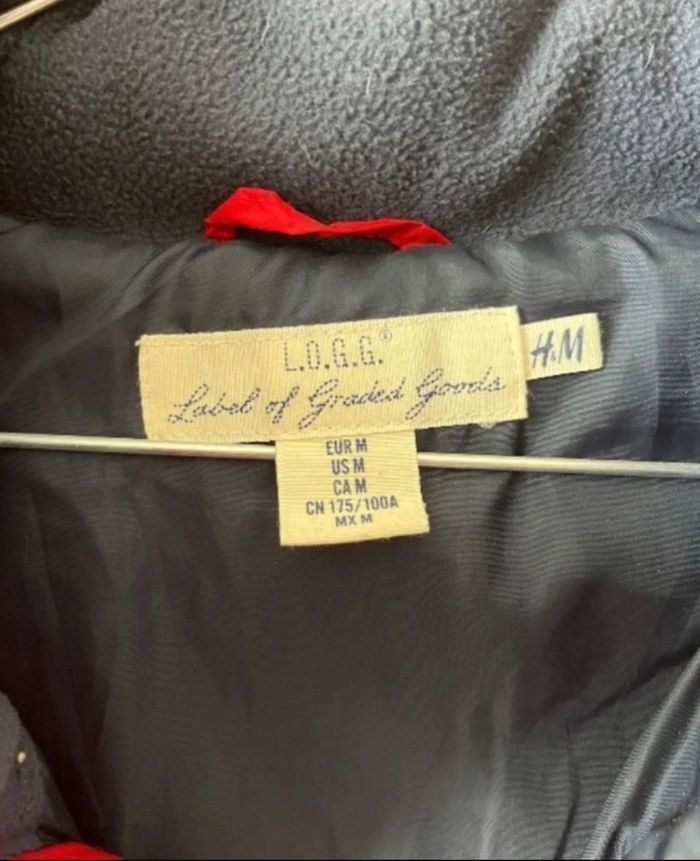 L.O.G.G.®
Label of Graded Goods
H&M
EUR M
US M
CA M
CN 175/100A
MX M